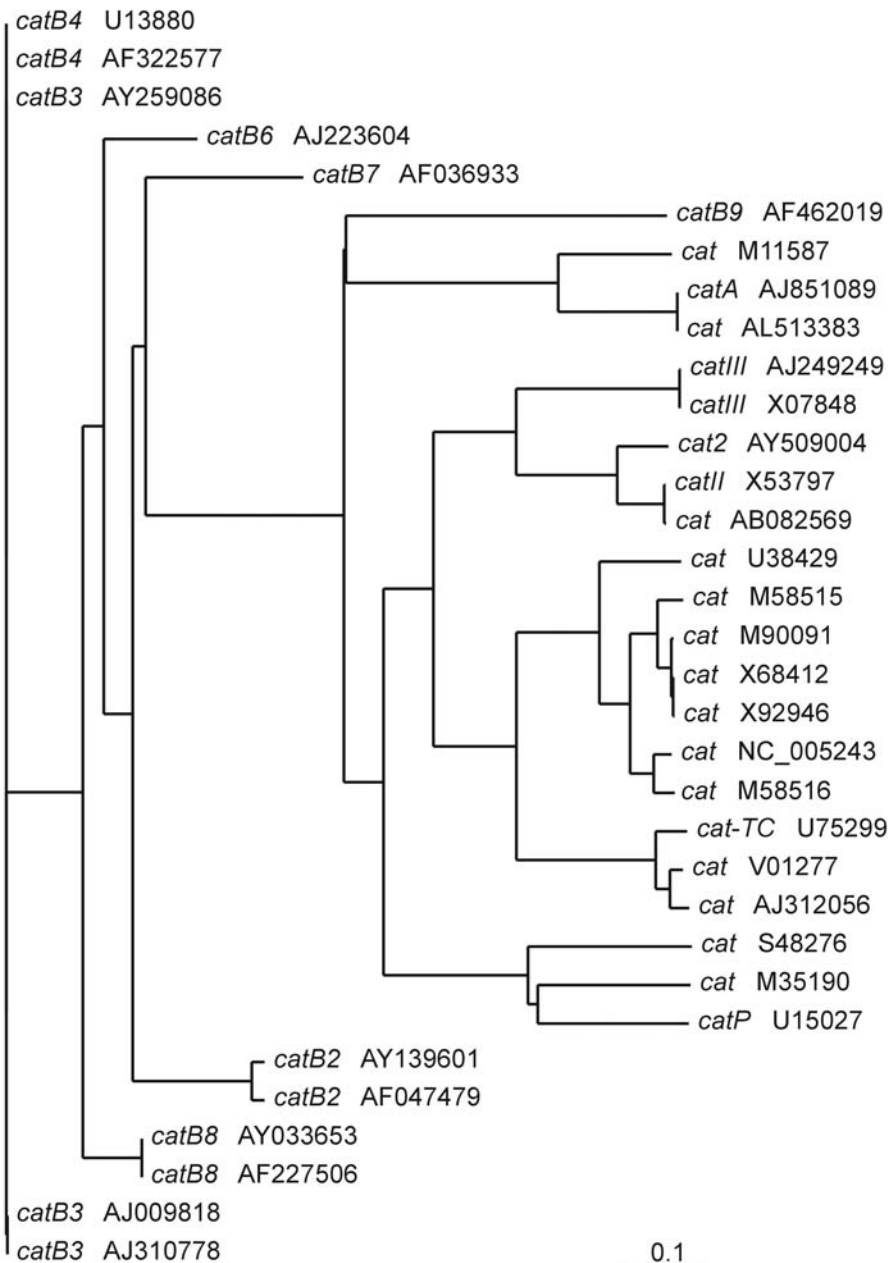 catB4 U13880
catB4 AF322577
catB3 AY259086
catB6 AJ223604
catB7 AF036933
catB9 AF462019
cat M11587
catA AJ851089
cat AL513383
catIII AJ249249
catIII X07848
cat2 AY509004
catII X53797
cat AB082569
cat U38429
cat M58515
cat M90091
cat X68412
cat X92946
cat NC_005243
cat M58516
cat-TC U75299
cat V01277
cat AJ312056
cat S48276
cat M35190
catP U15027
catB2 AY139601
catB2 AF047479
catB8 AY033653
catB8 AF227506
catB3 AJ009818
catB3 AJ310778
0.1